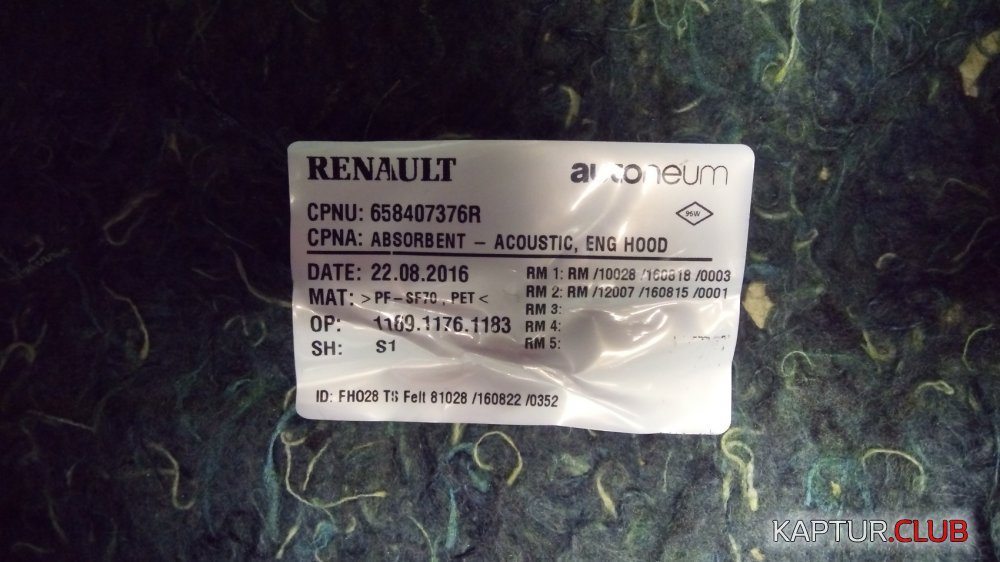 RENAULT
autoneum
CPNU: 658407376R
96W
CPNA: ABSORBENT – ACOUSTIC, ENG HOOD
DATE: 22.08.2016
RM 1: RM /10028 /160818 /0003
MAT: >PF-SF70, PET<
RM 2: RM /12007 /160815 /0001
RM 3:
OP: 1169.1176.1183
RM 4:
SH: S1
RM 5:
ID: FH028 TS Felt 81028 /160822 /0352
KAPTUR.CLUB